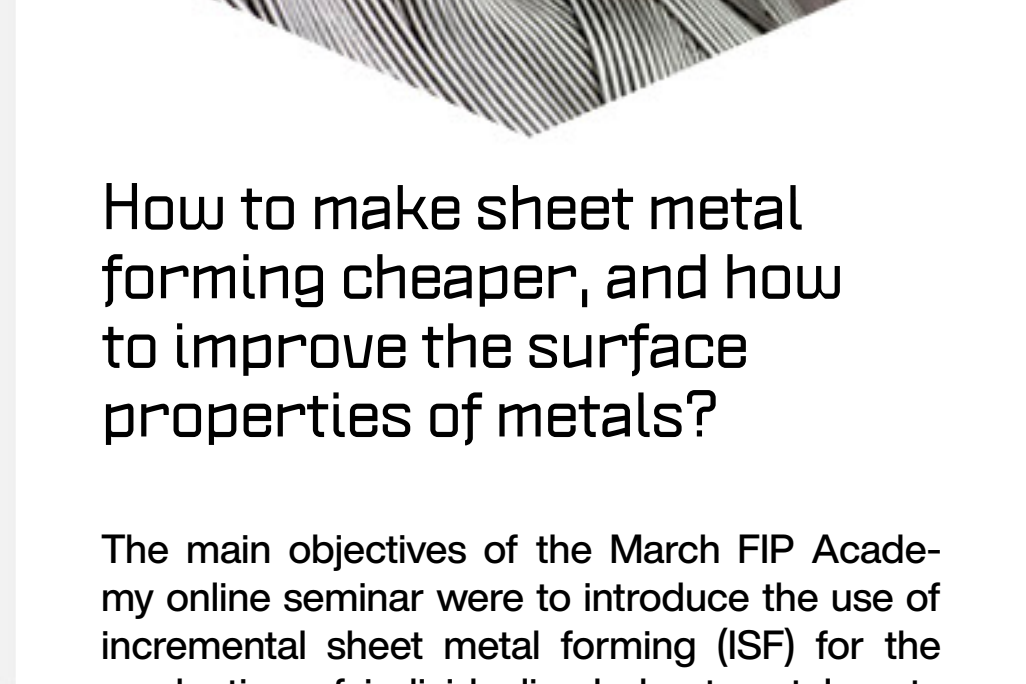 How to make sheet metal
forming cheaper, and how
to improve the surface
properties of metals?
The main objectives of the March FIP Acade-
my online seminar were to introduce the use of
incremental sheet metal forming (ISF) for the